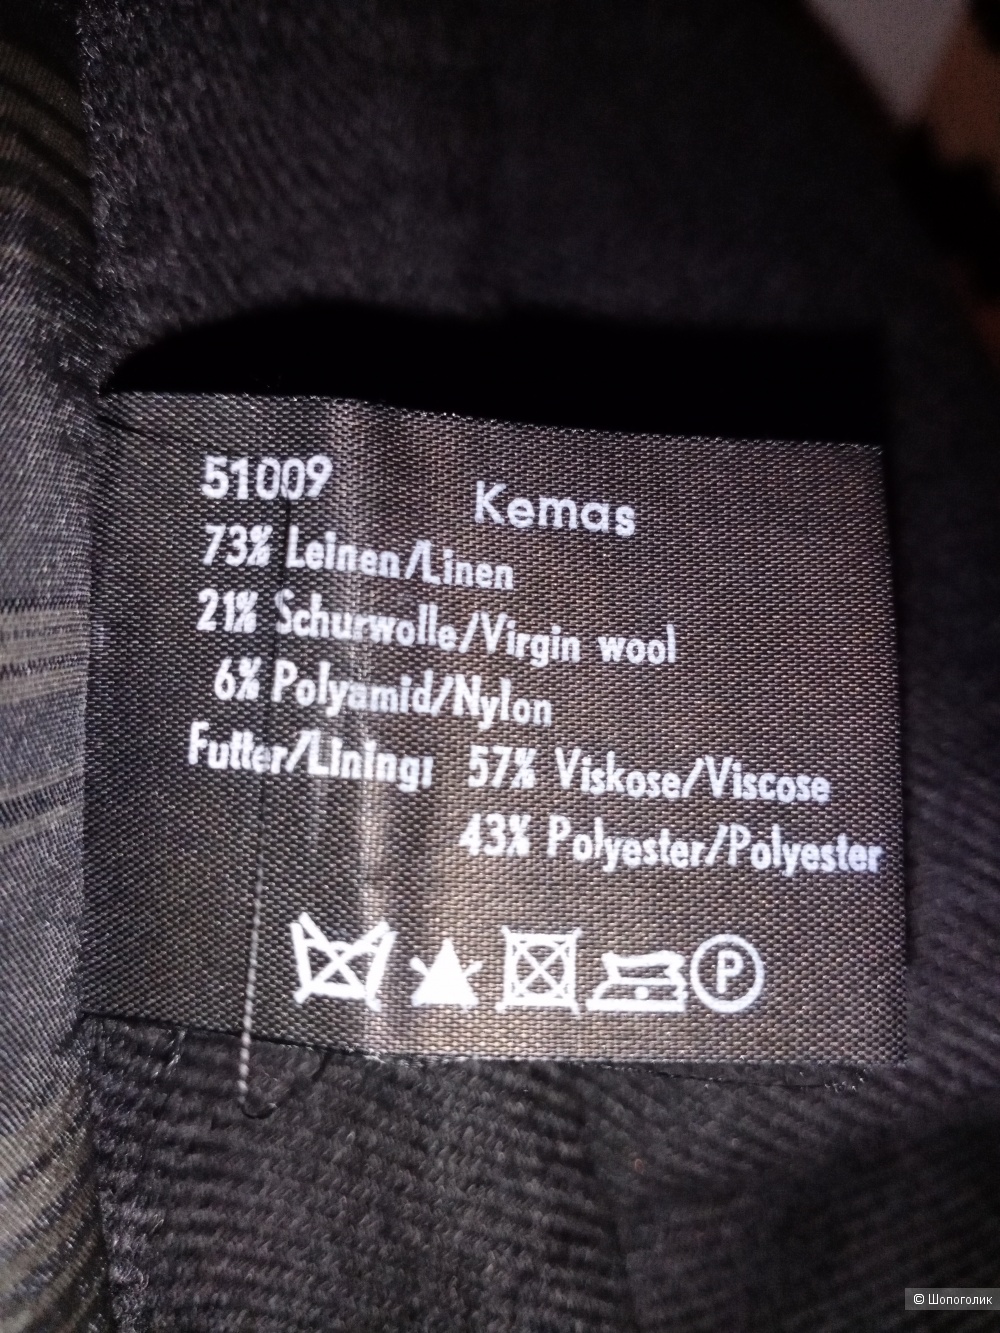 51009
Kemas
73% Leinen/Linen
21% Schurwolle/Virgin wool
6% Polyamid/Nylon
Futter/Lining: 57% Viskose/Viscose
43% Polyester/Polyester
P
© Шопоголик